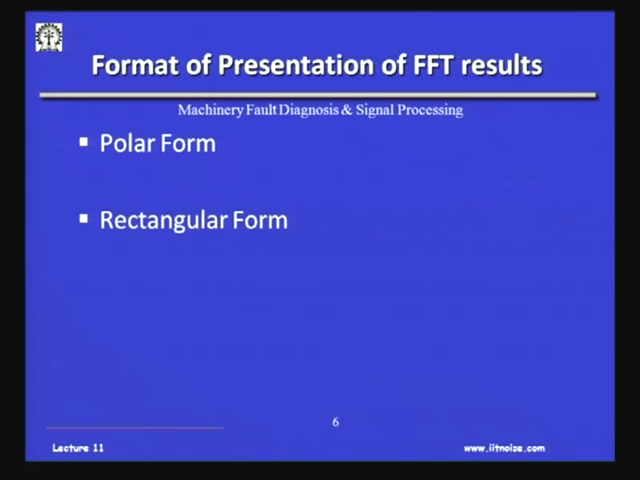 Format of Presentation of FFT results
Machinery Fault Diagnosis & Signal Processing
▪ Polar Form
▪ Rectangular Form
6
Lecture 11
www.iitnoise.com